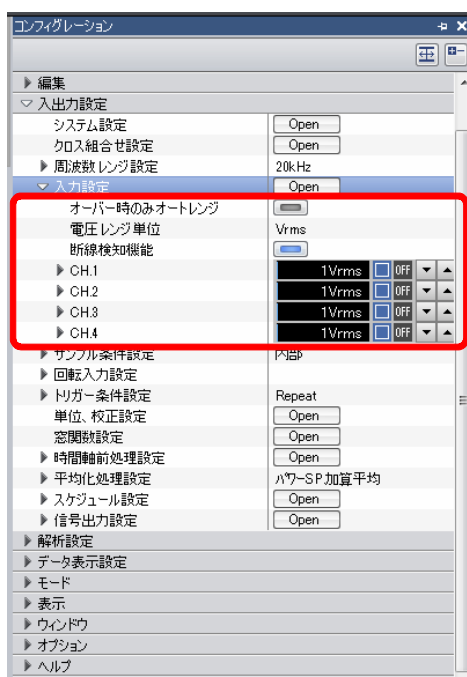 コンフィグレーション
編集
入出力設定
システム設定 Open
クロス組合せ設定 Open
周波数レンジ設定 20kHz
入力設定 Open
オーバー時のみオートレンジ
電圧レンジ単位 Vrms
断線検知機能
CH.1 1Vrms OFF
CH.2 1Vrms OFF
CH.3 1Vrms OFF
CH.4 1Vrms OFF
サンプル条件設定 内部
回転入力設定
トリガー条件設定 Repeat
単位、校正設定 Open
窓関数設定 Open
時間軸前処理設定 Open
平均化処理設定 パワーSP加算平均
スケジュール設定 Open
信号出力設定 Open
解析設定
データ表示設定
モード
表示
ウィンドウ
オプション
ヘルプ